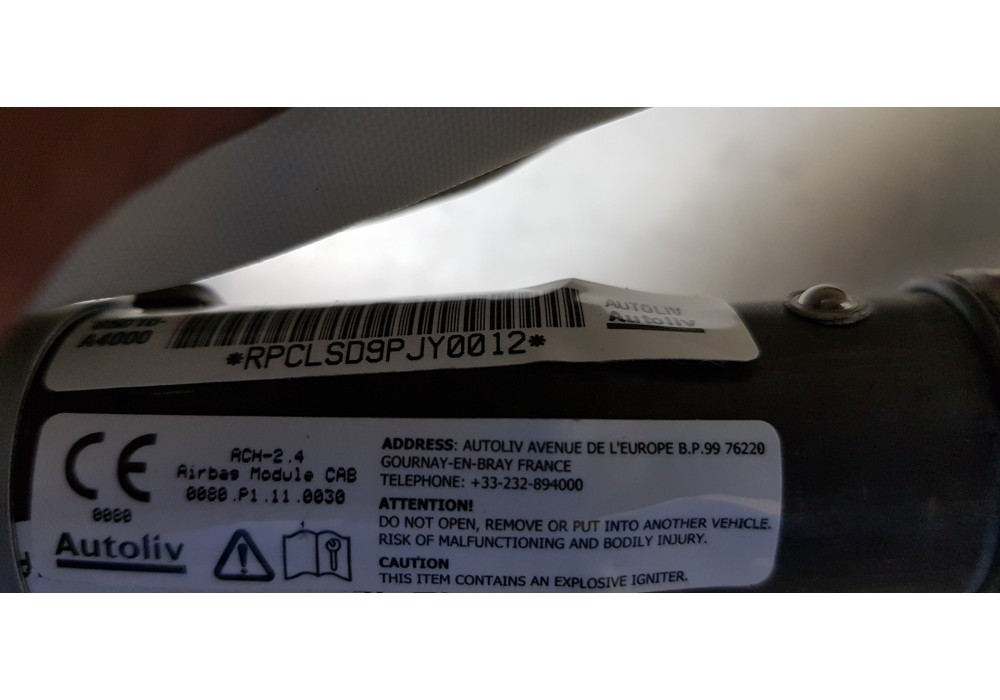 A4000
AUTOLIV
Autoliv
*RPCLSD9PJY0012*
CE
0080
ACH-2.4
Airbag Module CAB
0080.P1.11.0030
Autoliv
ADDRESS: AUTOLIV AVENUE DE L'EUROPE B.P.99 76220
GOURNAY-EN-BRAY FRANCE
TELEPHONE: +33-232-894000
ATTENTION!
DO NOT OPEN, REMOVE OR PUT INTO ANOTHER VEHICLE.
RISK OF MALFUNCTIONING AND BODILY INJURY.
CAUTION
THIS ITEM CONTAINS AN EXPLOSIVE IGNITER.